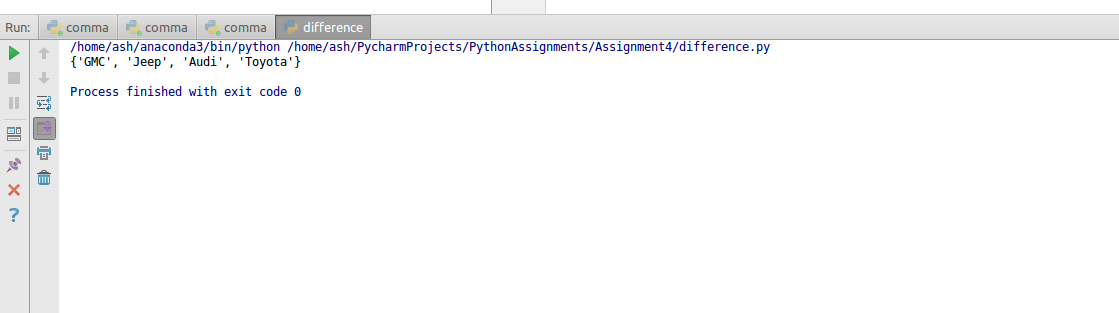 Run: comma comma comma difference
/home/ash/anaconda3/bin/python /home/ash/PycharmProjects/PythonAssignments/Assignment4/difference.py
{'GMC', 'Jeep', 'Audi', 'Toyota'}
Process finished with exit code 0